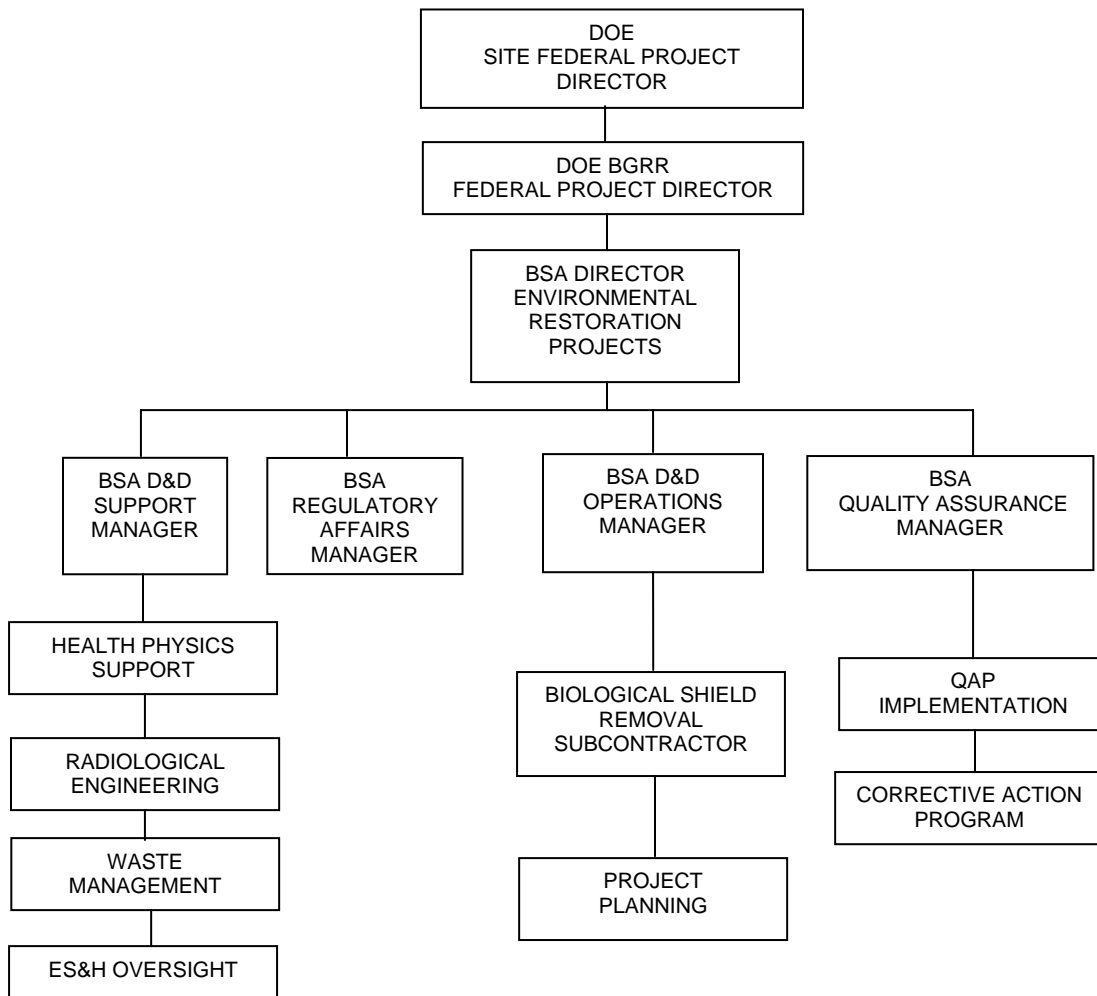 DOE
SITE FEDERAL PROJECT
DIRECTOR
DOE BGRR
FEDERAL PROJECT DIRECTOR
BSA DIRECTOR
ENVIRONMENTAL
RESTORATION
PROJECTS
BSA D&D
SUPPORT
MANAGER
BSA
REGULATORY
AFFAIRS
MANAGER
BSA D&D
OPERATIONS
MANAGER
BSA
QUALITY ASSURANCE
MANAGER
HEALTH PHYSICS
SUPPORT
RADIOLOGICAL
ENGINEERING
WASTE
MANAGEMENT
ES&H OVERSIGHT
BIOLOGICAL SHIELD
REMOVAL
SUBCONTRACTOR
PROJECT
PLANNING
QAP
IMPLEMENTATION
CORRECTIVE ACTION
PROGRAM